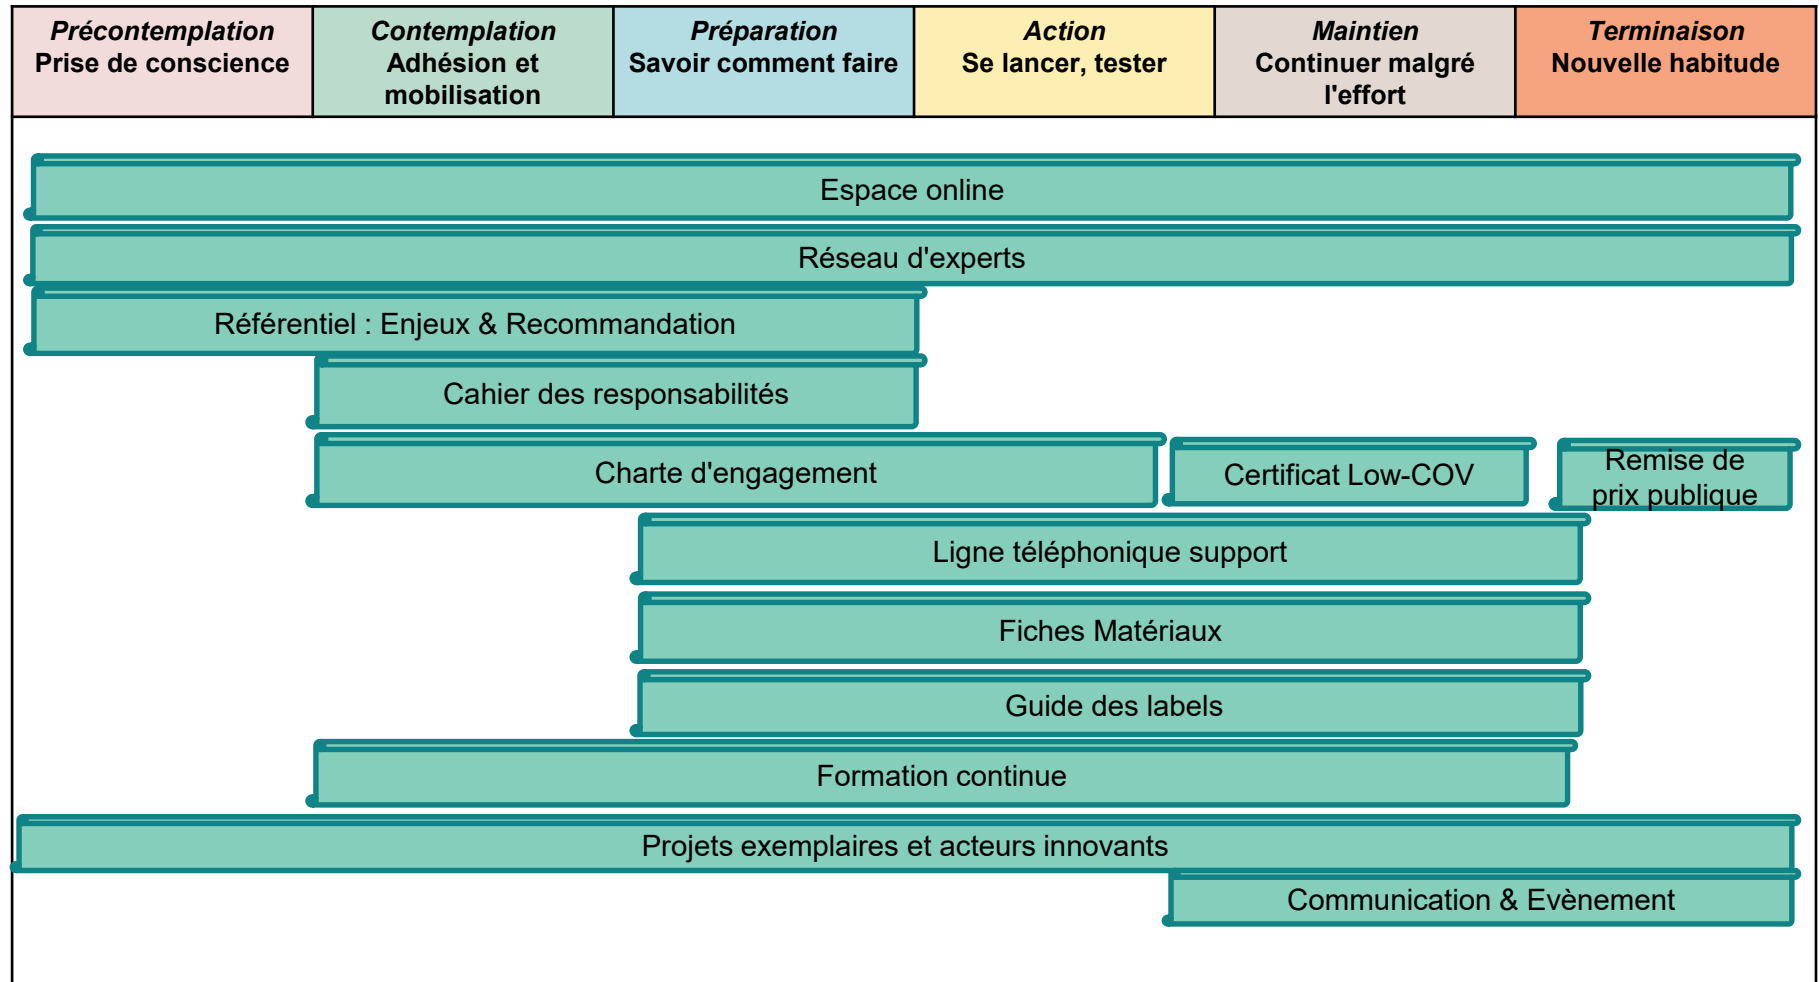 Précontemplation
Prise de conscience
Contemplation
Adhésion et
mobilisation
Préparation
Savoir comment faire
Action
Se lancer, tester
Maintien
Continuer malgré
l'effort
Terminaison
Nouvelle habitude
Espace online
Réseau d'experts
Référentiel : Enjeux & Recommandation
Cahier des responsabilités
Charte d'engagement
Certificat Low-COV
Remise de
prix publique
Ligne téléphonique support
Fiches Matériaux
Guide des labels
Formation continue
Projets exemplaires et acteurs innovants
Communication & Evènement